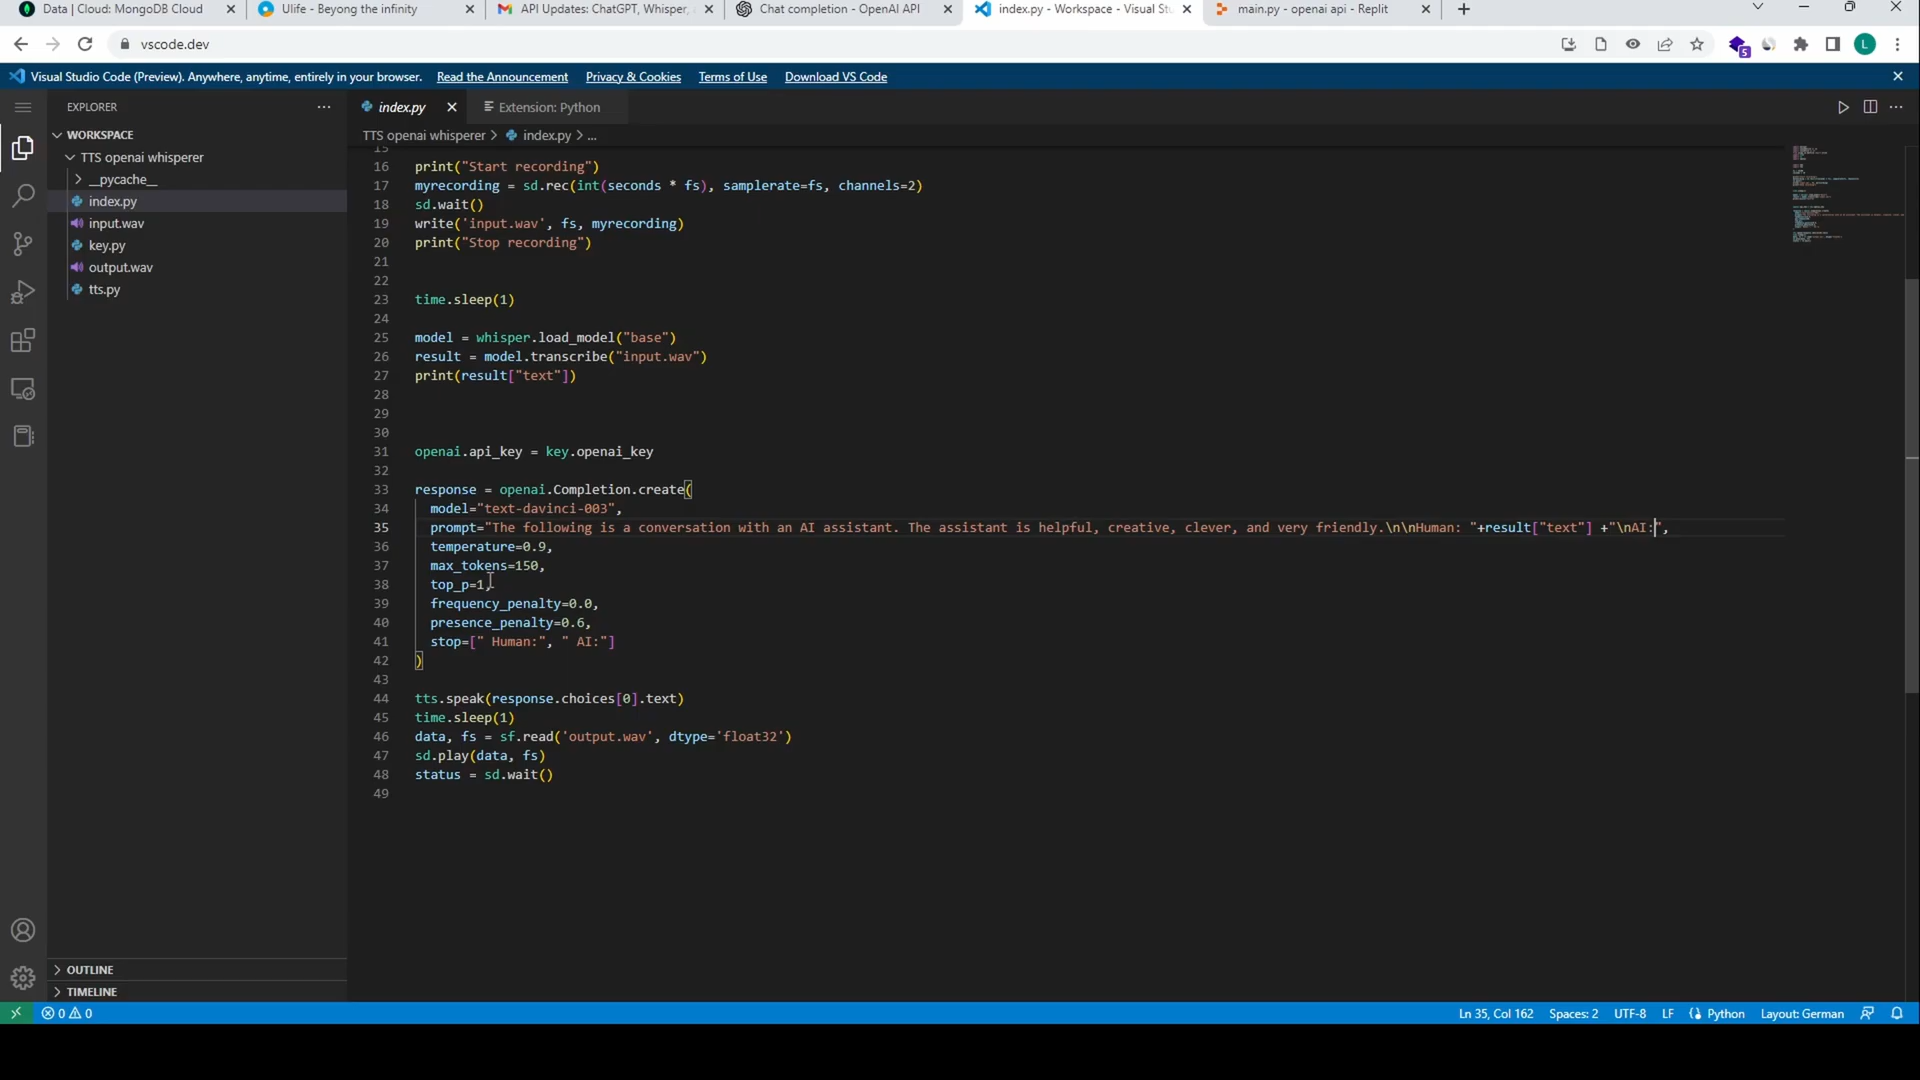 Data | Cloud: MongoDB Cloud
Ulife - Beyong the infinity
API Updates: ChatGPT, Whisper,
Chat completion - OpenAI API
index.py - Workspace - Visual Stu
main.py - openai api - Replit
vscode.dev
5
L
Visual Studio Code (Preview). Anywhere, anytime, entirely in your browser. Read the Announcement Privacy & Cookies Terms of Use Download VS Code
EXPLORER
index.py
Extension: Python
WORKSPACE
TTS openai whisperer > index.py > ...
TTS openai whisperer
__pycache__
index.py
input.wav
key.py
output.wav
tts.py
15
16 print("Start recording")
17 myrecording = sd.rec(int(seconds * fs), samplerate=fs, channels=2)
18 sd.wait()
19 write('input.wav', fs, myrecording)
20 print("Stop recording")
21
22
23 time.sleep(1)
24
25 model = whisper.load_model("base")
26 result = model.transcribe("input.wav")
27 print(result["text"])
28
29
30
31 openai.api_key = key.openai_key
32
33 response = openai.Completion.create(
34 model="text-davinci-003",
35 prompt="The following is a conversation with an AI assistant. The assistant is helpful, creative, clever, and very friendly.\n\nHuman: "+result["text"] +"\nAI:",
36 temperature=0.9,
37 max_tokens=150,
38 top_p=1,
39 frequency_penalty=0.0,
40 presence_penalty=0.6,
41 stop=[" Human:", " AI:"]
42 )
43
44 tts.speak(response.choices[0].text)
45 time.sleep(1)
46 data, fs = sf.read('output.wav', dtype='float32')
47 sd.play(data, fs)
48 status = sd.wait()
49
OUTLINE
TIMELINE
0 0
Ln 35, Col 162 Spaces: 2 UTF-8 LF Python Layout: German